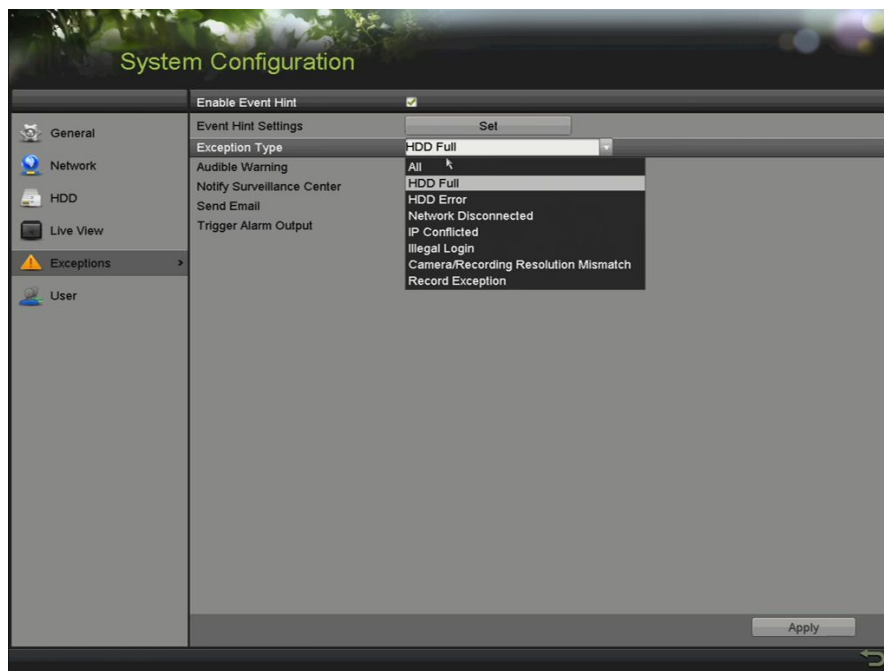 System Configuration
Enable Event Hint
General
Event Hint Settings Set
Exception Type HDD Full
Network
Audible Warning All
Notify Surveillance Center HDD Full
HDD
Send Email HDD Error
Network Disconnected
Live View
Trigger Alarm Output IP Conflicted
Illegal Login
Exceptions
Camera/Recording Resolution Mismatch
Record Exception
User
Apply